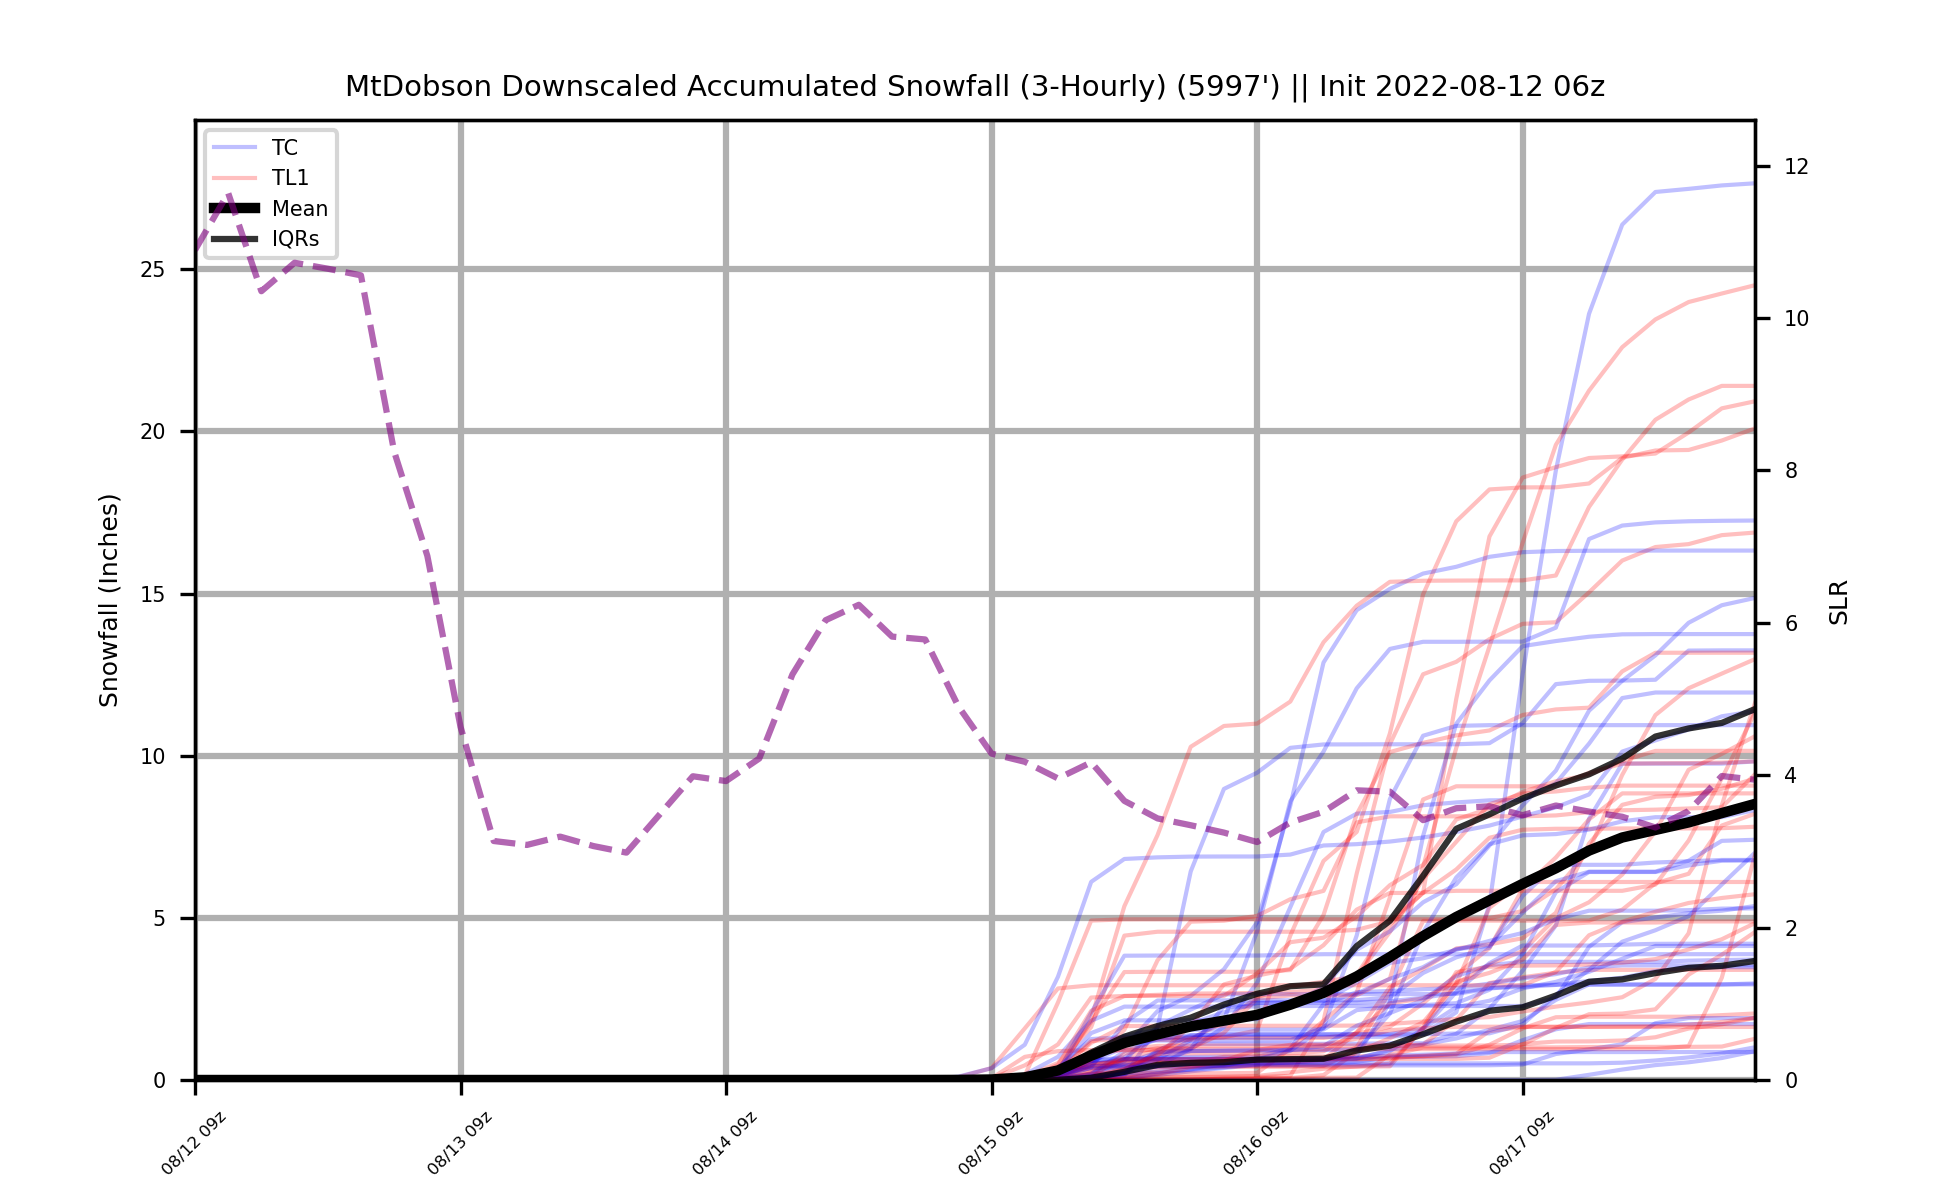 MtDobson Downscaled Accumulated Snowfall (3-Hourly) (5997') || Init 2022-08-12 06z
TC
TL1
Mean
IQRs
25
20
15
10
5
0
Snowfall (Inches)
12
10
8
6
4
2
0
SLR
08/12 09z
08/13 09z
08/14 09z
08/15 09z
08/16 09z
08/17 09z